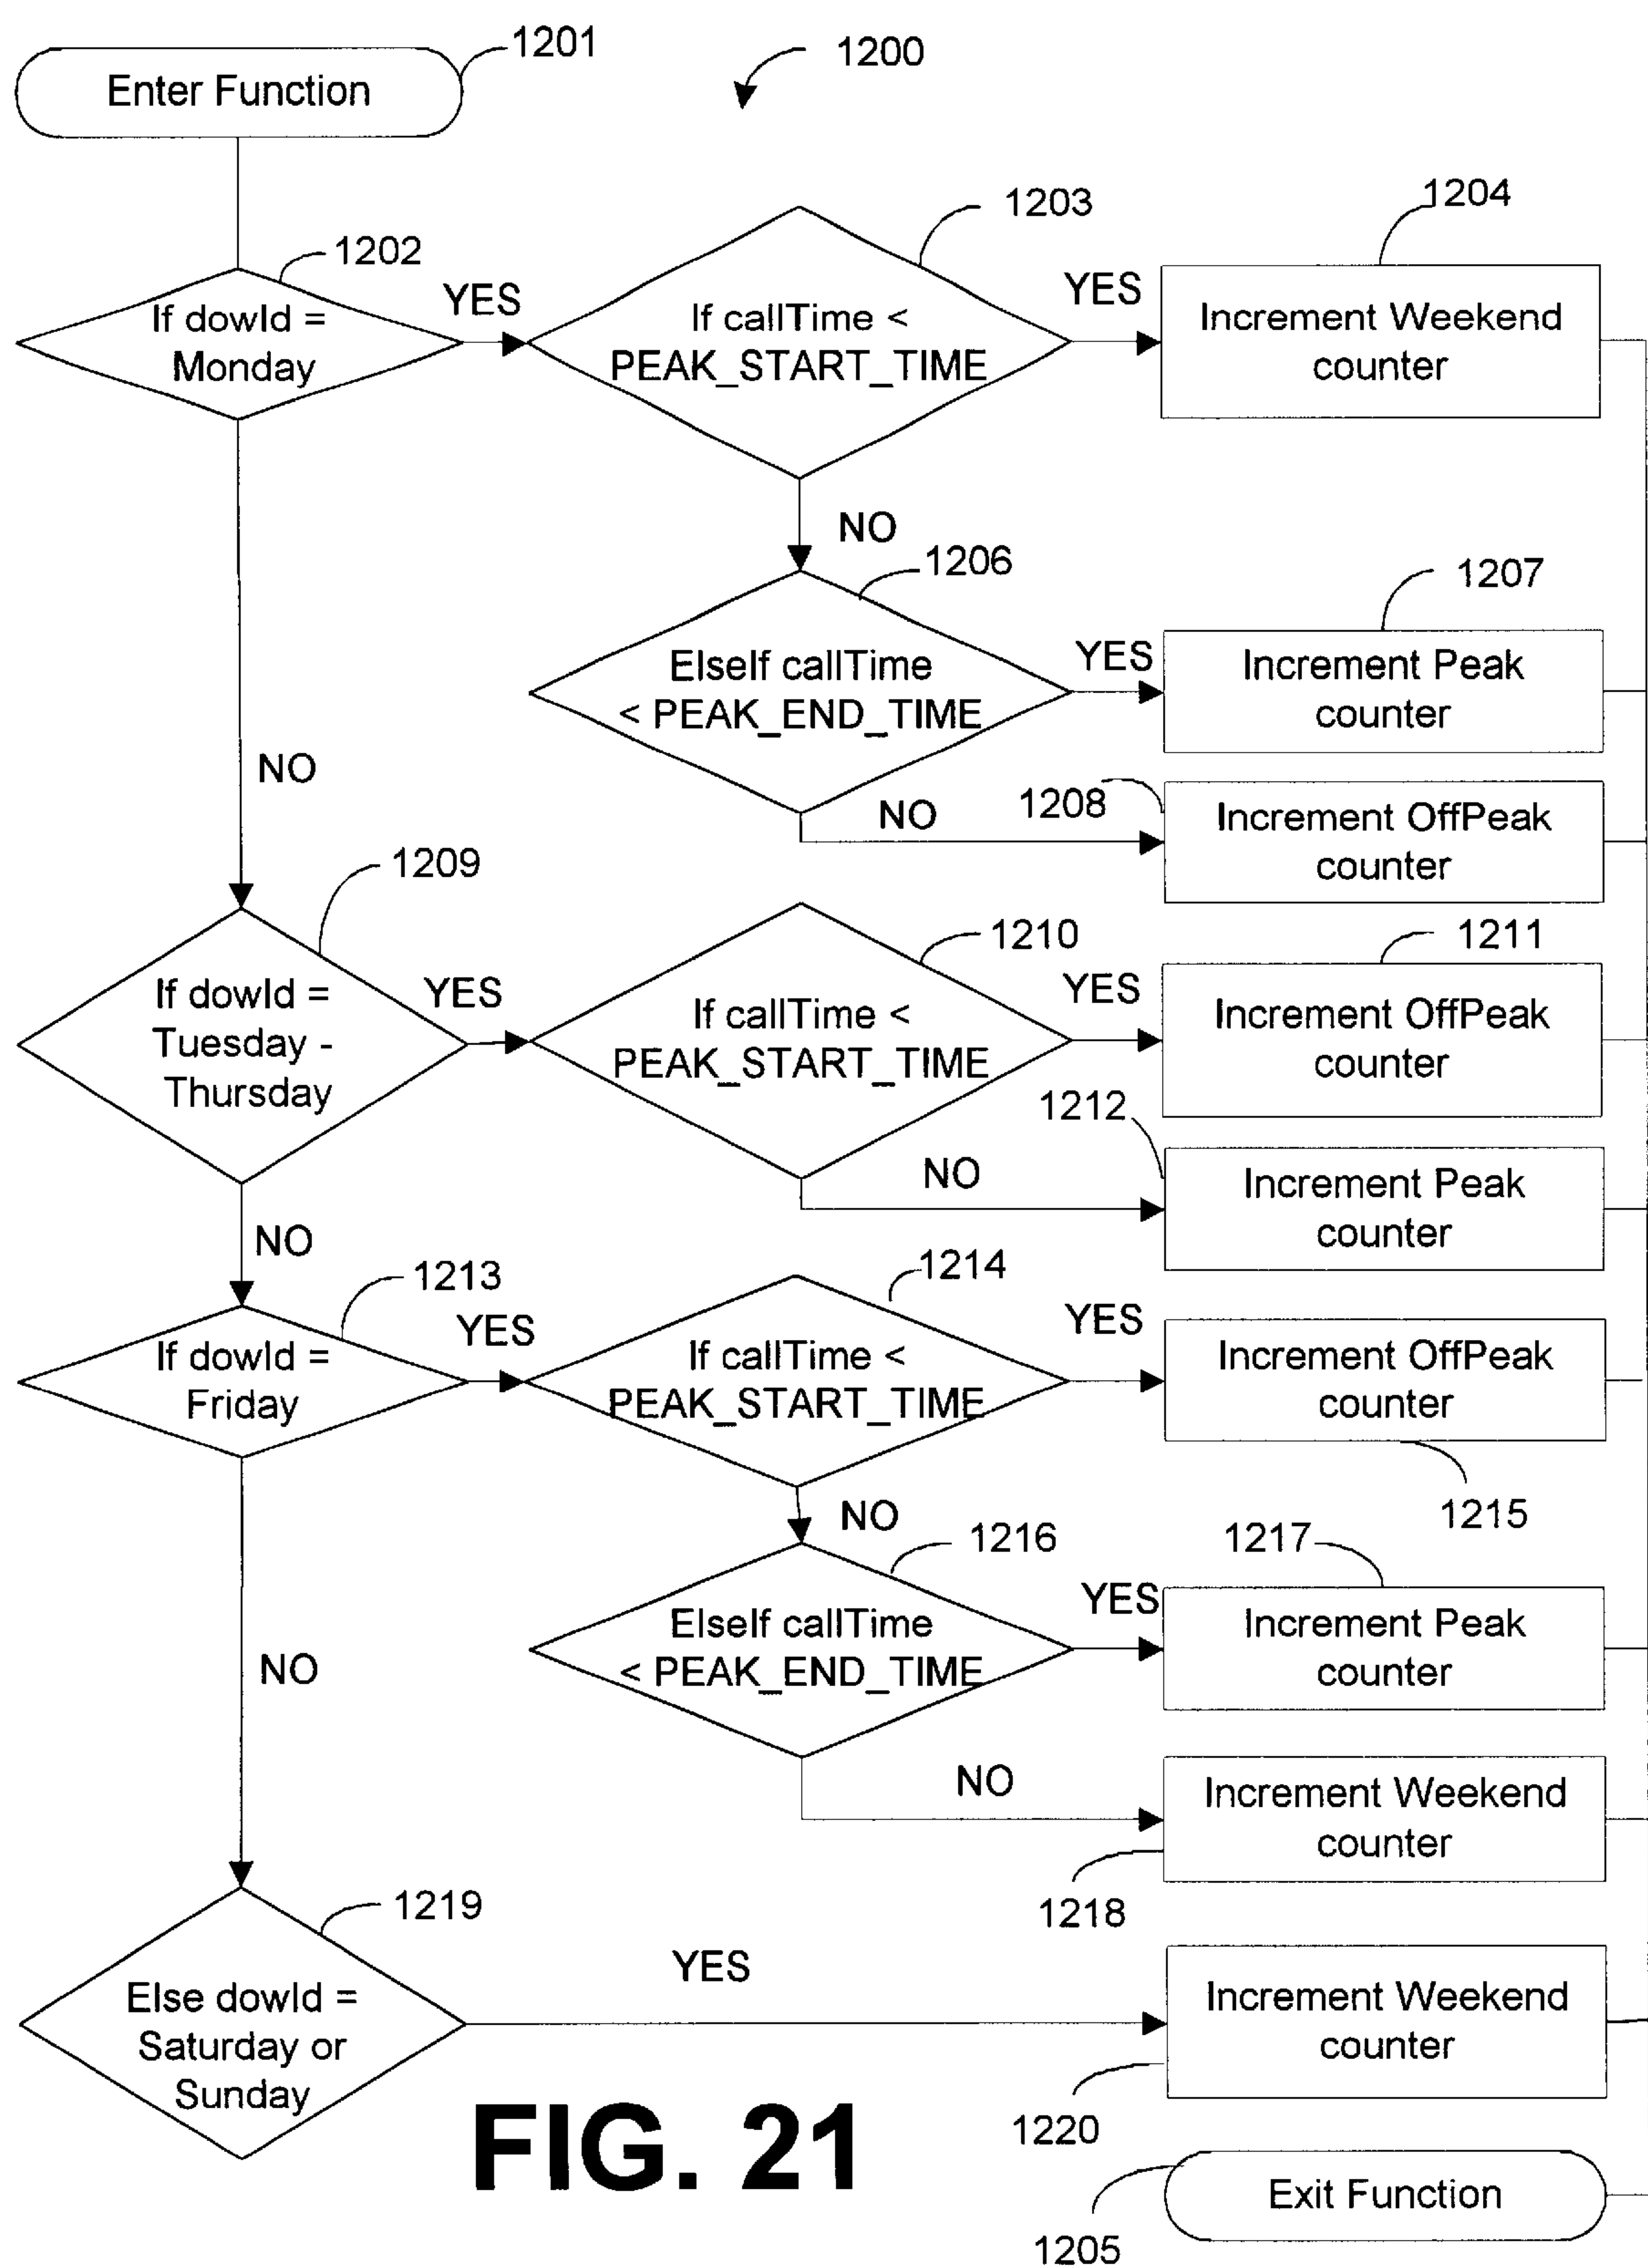 1201
1200
Enter Function
1202
1203
1204
If dowId =
Monday
YES
If callTime <
PEAK_START_TIME
YES
Increment Weekend
counter
NO
1206
1207
ElseIf callTime
< PEAK_END_TIME
YES
Increment Peak
counter
NO
NO
1208
Increment OffPeak
counter
1209
1210
1211
If dowId =
Tuesday -
Thursday
YES
If callTime <
PEAK_START_TIME
YES
Increment OffPeak
counter
1212
NO
Increment Peak
counter
NO
1213
1214
If dowId =
Friday
YES
If callTime <
PEAK_START_TIME
YES
Increment OffPeak
counter
1215
NO
1216
1217
ElseIf callTime
< PEAK_END_TIME
YES
Increment Peak
counter
NO
NO
Increment Weekend
counter
1218
1219
Else dowId =
Saturday or
Sunday
YES
Increment Weekend
counter
1220
FIG. 21
Exit Function
1205